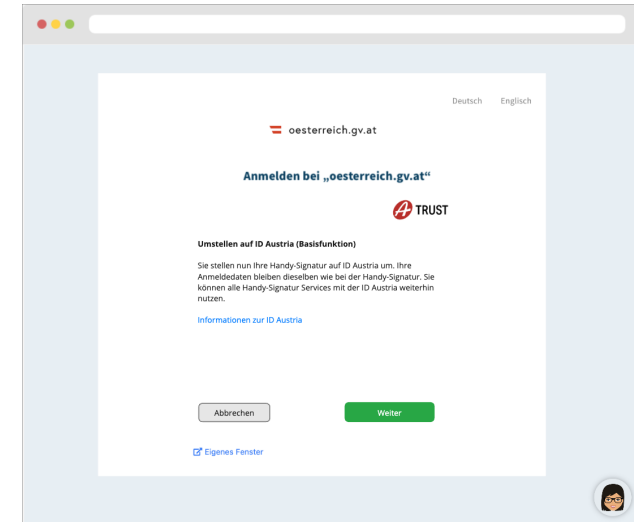 Deutsch Englisch
oesterreich.gv.at
Anmelden bei „oesterreich.gv.at“
A TRUST
Umstellen auf ID Austria (Basisfunktion)
Sie stellen nun Ihre Handy-Signatur auf ID Austria um. Ihre
Anmeldedaten bleiben dieselben wie bei der Handy-Signatur. Sie
können alle Handy-Signatur Services mit der ID Austria weiterhin
nutzen.
Informationen zur ID Austria
Abbrechen Weiter
Eigenes Fenster